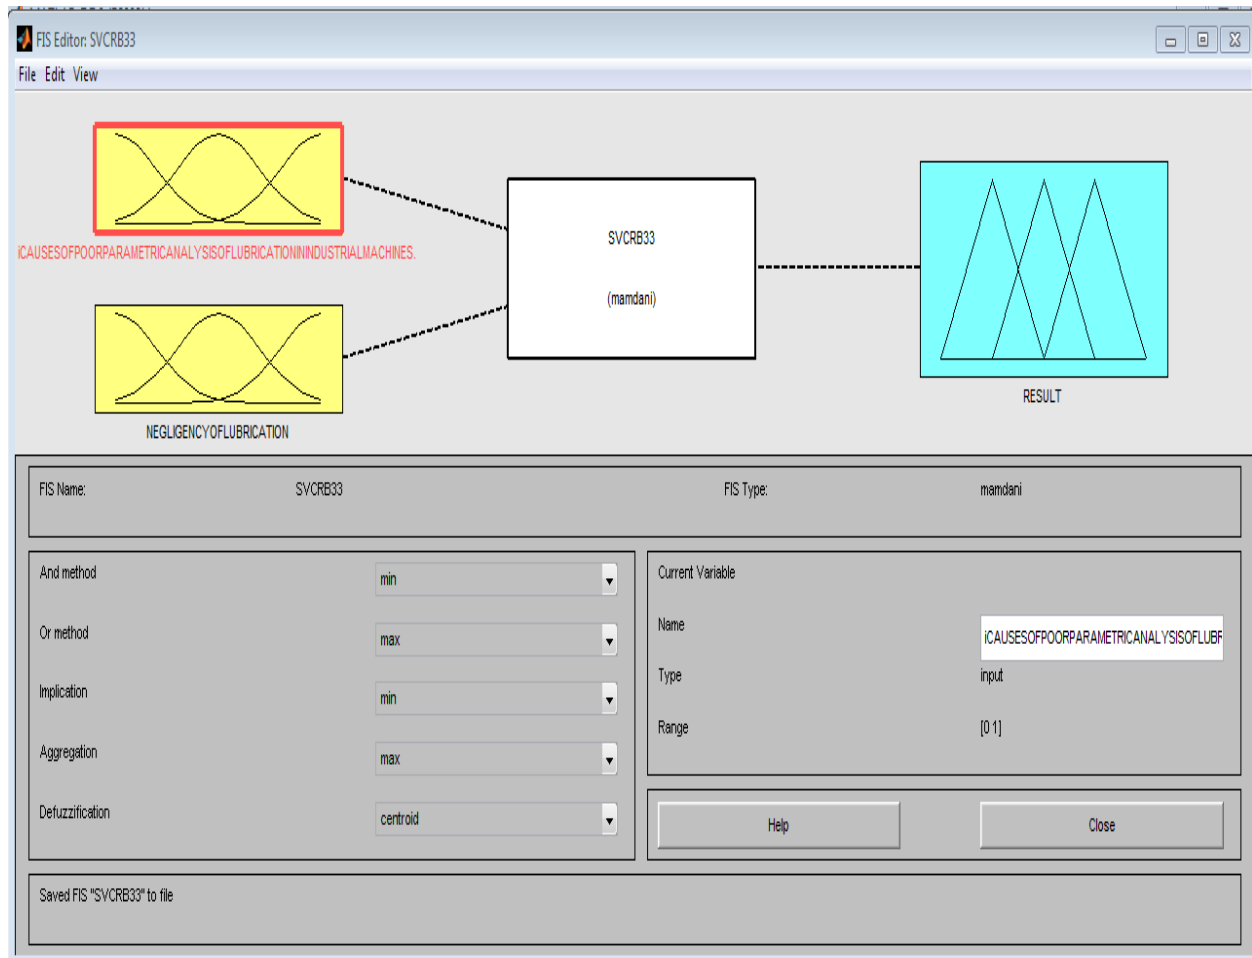 FIS Editor: SVCRB33
File Edit View
iCAUSESOFPOORPARAMETRICANALYSISOFLUBRICATIONININDUSTRIALMACHINES.
NEGLIGENCYOFLUBRICATION
SVCRB33
(mamdani)
RESULT
FIS Name: SVCRB33 FIS Type: mamdani
And method min
Or method max
Implication min
Aggregation max
Defuzzification centroid
Current Variable
Name iCAUSESOFPOORPARAMETRICANALYSISOFLUBR
Type input
Range [0 1]
Help Close
Saved FIS "SVCRB33" to file